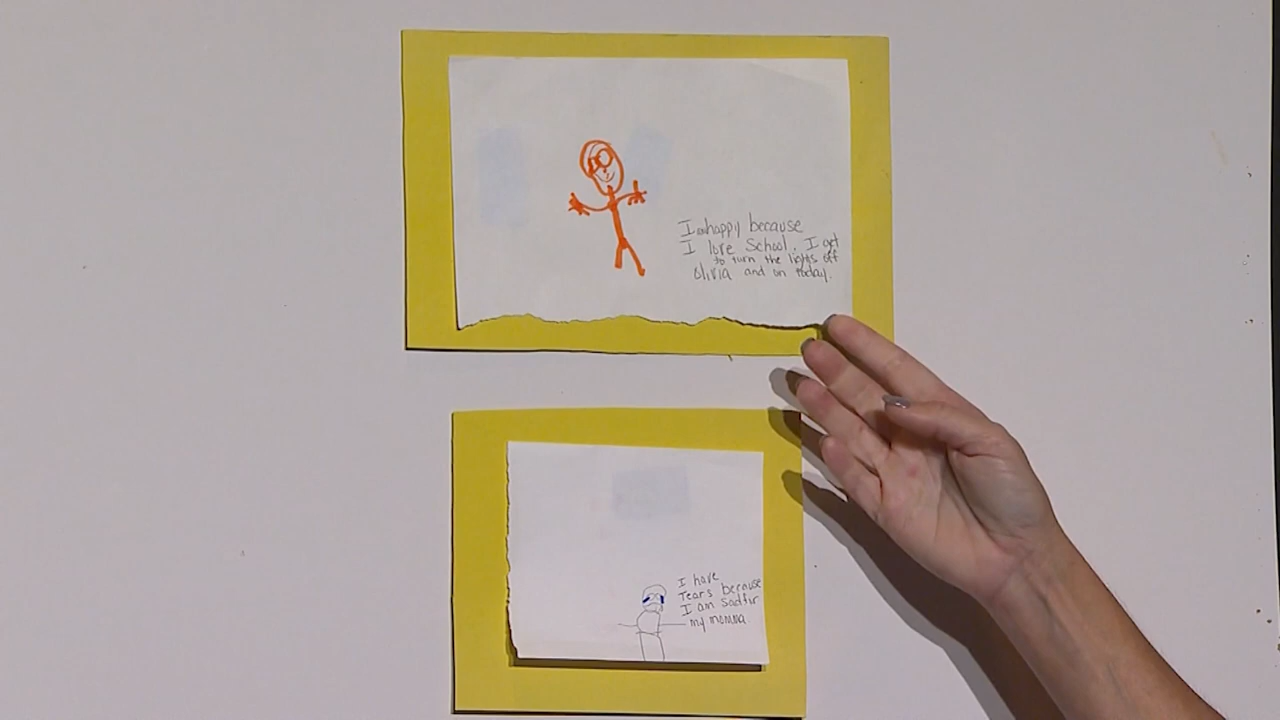 I am happy because
I love School. I get
to turn the lights off
Olivia and on today.
I have
Tears because
I am sad fur
my momma